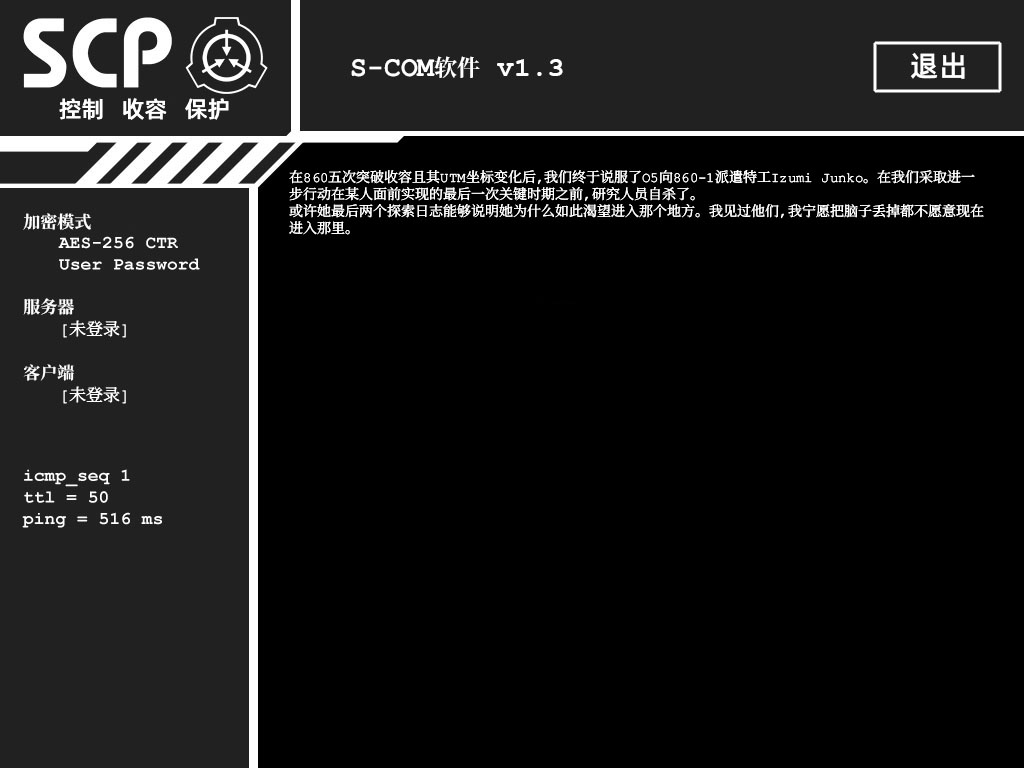 SCP
控制 收容 保护
S-COM软件 v1.3
退出
在860五次突破收容且其UTM坐标变化后,我们终于说服了O5向860-1派遣特工Izumi Junko。在我们采取进一
步行动在某人面前实现的最后一次关键时期之前,研究人员自杀了。
或许她最后两个探索日志能够说明她为什么如此渴望进入那个地方。我见过他们,我宁愿把脑子丢掉都不愿意现在
进入那里。
加密模式
AES-256 CTR
User Password
服务器
[未登录]
客户端
[未登录]
icmp_seq 1
ttl = 50
ping = 516 ms